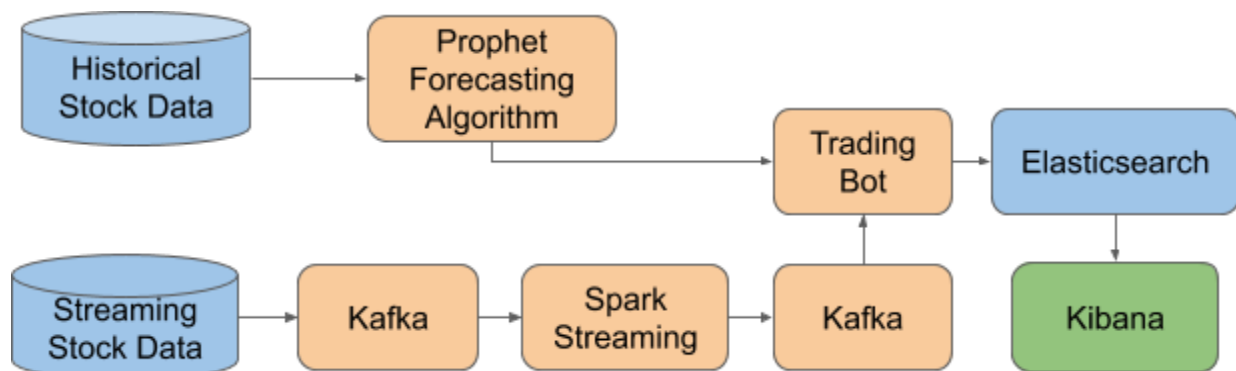 Historical
Stock Data
Prophet
Forecasting
Algorithm
Trading
Bot
Elasticsearch
Streaming
Stock Data
Kafka
Spark
Streaming
Kafka
Kibana